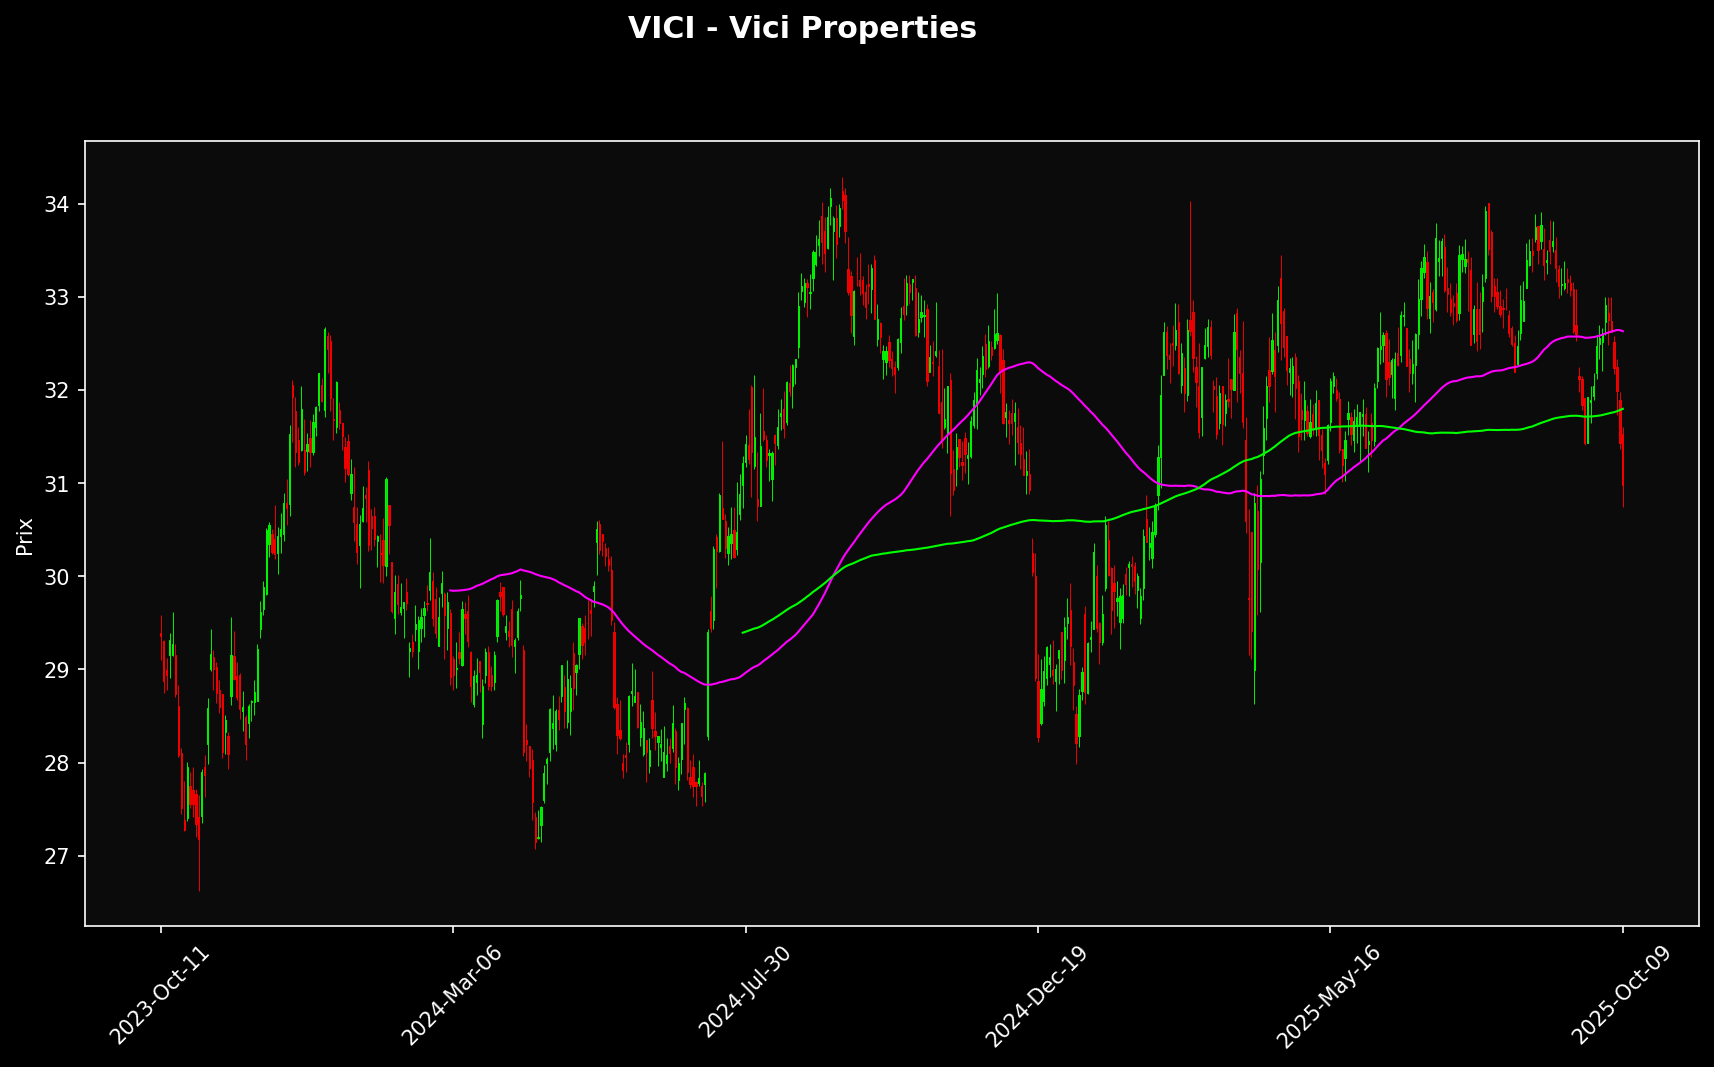 VICI - Vici Properties
Prix
34
33
32
31
30
29
28
27
2023-Oct-11
2024-Mar-06
2024-Jul-30
2024-Dec-19
2025-May-16
2025-Oct-09